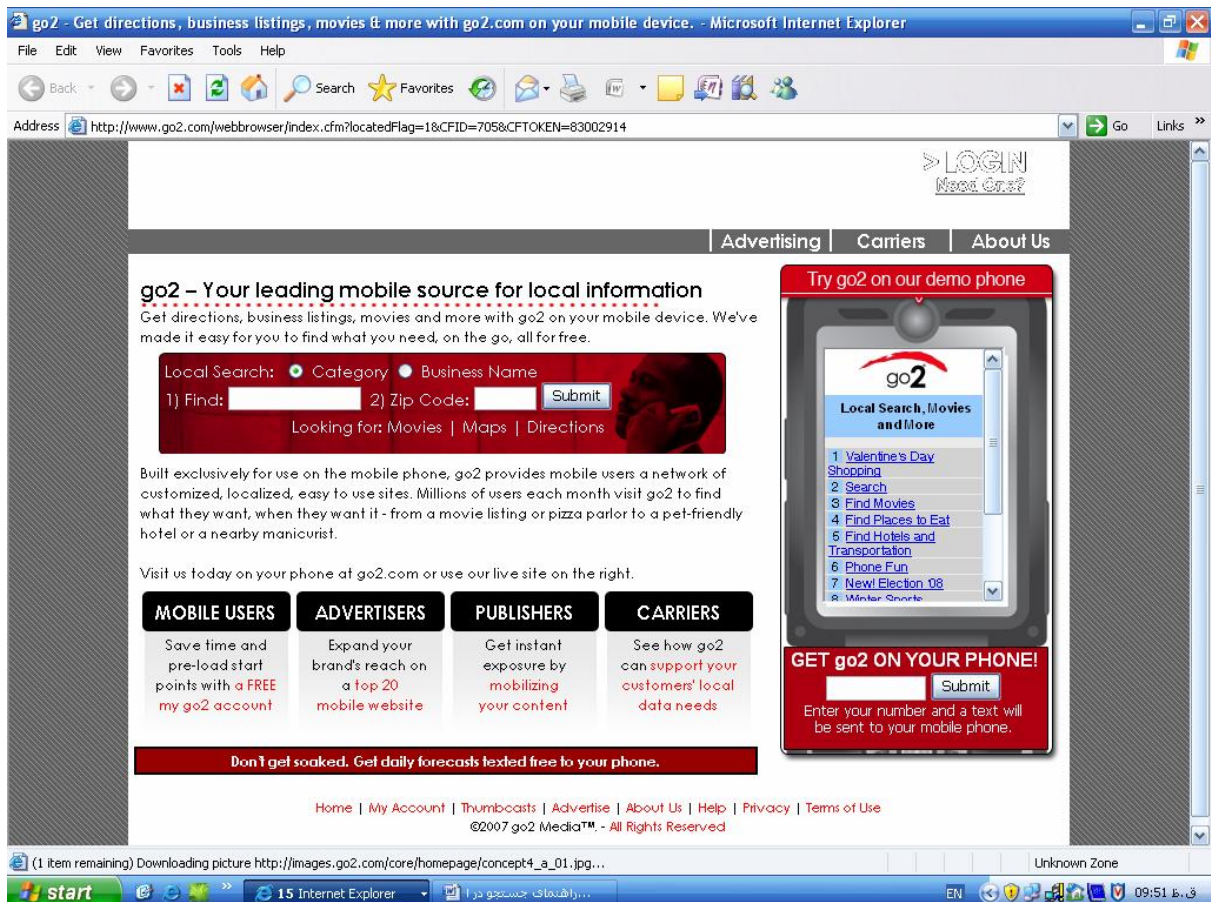 go2 - Get directions, business listings, movies & more with go2.com on your mobile device. - Microsoft Internet Explorer
File Edit View Favorites Tools Help
Back Search Favorites
Address http://www.go2.com/webbrowser/index.cfm?locatedFlag=1&CFID=705&CFTOKEN=83002914 Go Links »
> LOGIN
Need One?
Advertising | Carriers | About Us
go2 – Your leading mobile source for local information
Get directions, business listings, movies and more with go2 on your mobile device. We've
made it easy for you to find what you need, on the go, all for free.
Local Search: Category Business Name
1) Find: 2) Zip Code: Submit
Looking for: Movies | Maps | Directions
Built exclusively for use on the mobile phone, go2 provides mobile users a network of
customized, localized, easy to use sites. Millions of users each month visit go2 to find
what they want, when they want it - from a movie listing or pizza parlor to a pet-friendly
hotel or a nearby manicurist.
Visit us today on your phone at go2.com or use our live site on the right.
MOBILE USERS
Save time and
pre-load start
points with a FREE
my go2 account
ADVERTISERS
Expand your
brand's reach on
a top 20
mobile website
PUBLISHERS
Get instant
exposure by
mobilizing
your content
CARRIERS
See how go2
can support your
customers' local
data needs
Don't get soaked. Get daily forecasts texted free to your phone.
Try go2 on our demo phone
go2
Local Search, Movies
and More
1 Valentine's Day
Shopping
2 Search
3 Find Movies
4 Find Places to Eat
5 Find Hotels and
Transportation
6 Phone Fun
7 New! Election '08
8 Winter Sports
GET go2 ON YOUR PHONE!
Submit
Enter your number and a text will
be sent to your mobile phone.
Home | My Account | Thumbcasts | Advertise | About Us | Help | Privacy | Terms of Use
©2007 go2 Media™. - All Rights Reserved
(1 item remaining) Downloading picture http://images.go2.com/core/homepage/concept4_a_01.jpg... Unknown Zone
start » 15 Internet Explorer راهنمای جستجو در ا... EN 09:51 ق.ظ